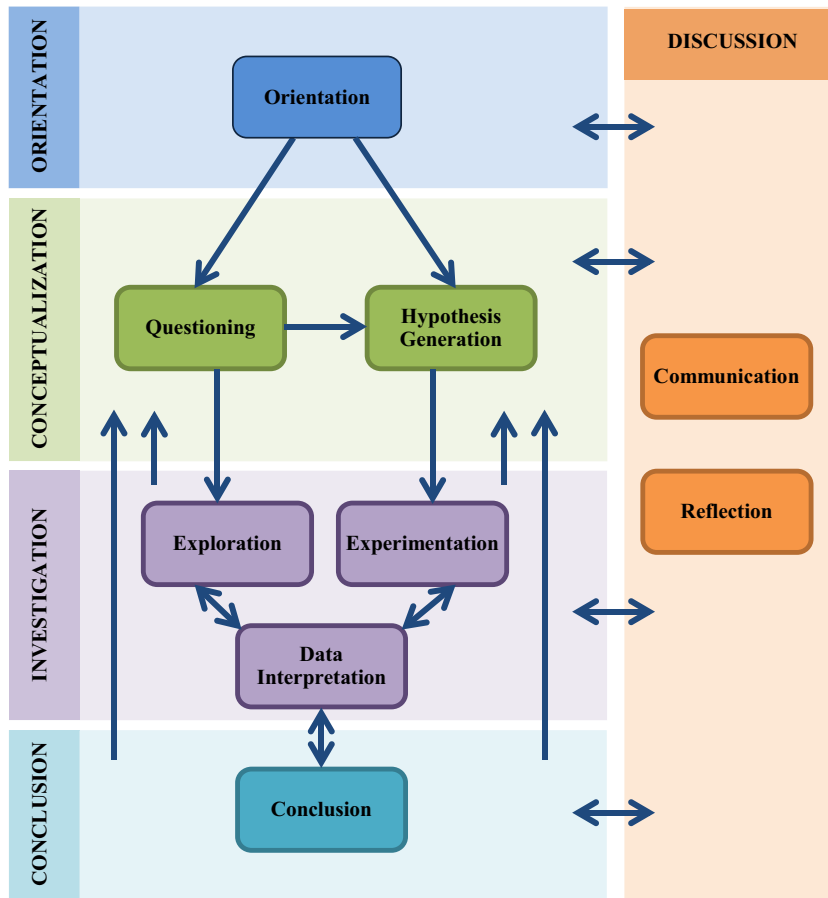 ORIENTATION
Orientation
CONCEPTUALIZATION
Questioning
Hypothesis
Generation
INVESTIGATION
Exploration
Experimentation
Data
Interpretation
CONCLUSION
Conclusion
DISCUSSION
Communication
Reflection